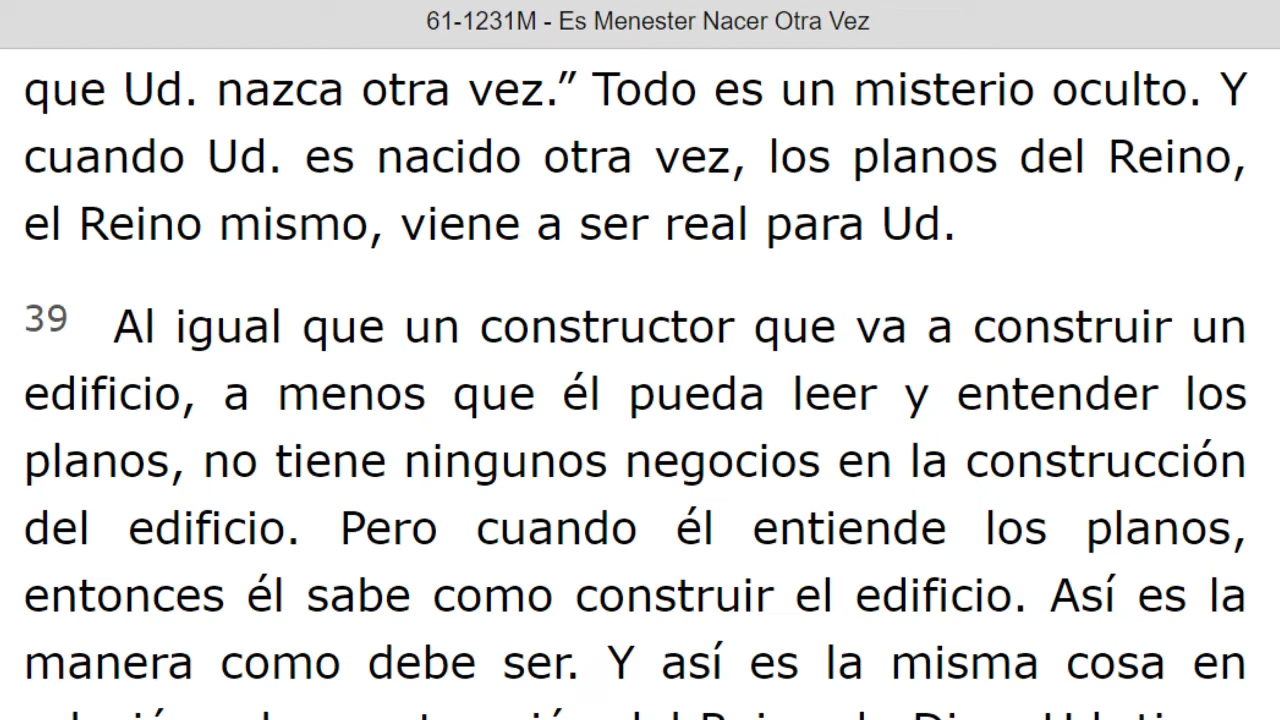 61-1231M - Es Menester Nacer Otra Vez
que Ud. nazca otra vez.” Todo es un misterio oculto. Y
cuando Ud. es nacido otra vez, los planos del Reino,
el Reino mismo, viene a ser real para Ud.
39 Al igual que un constructor que va a construir un
edificio, a menos que él pueda leer y entender los
planos, no tiene ningunos negocios en la construcción
del edificio. Pero cuando él entiende los planos,
entonces él sabe como construir el edificio. Así es la
manera como debe ser. Y así es la misma cosa en